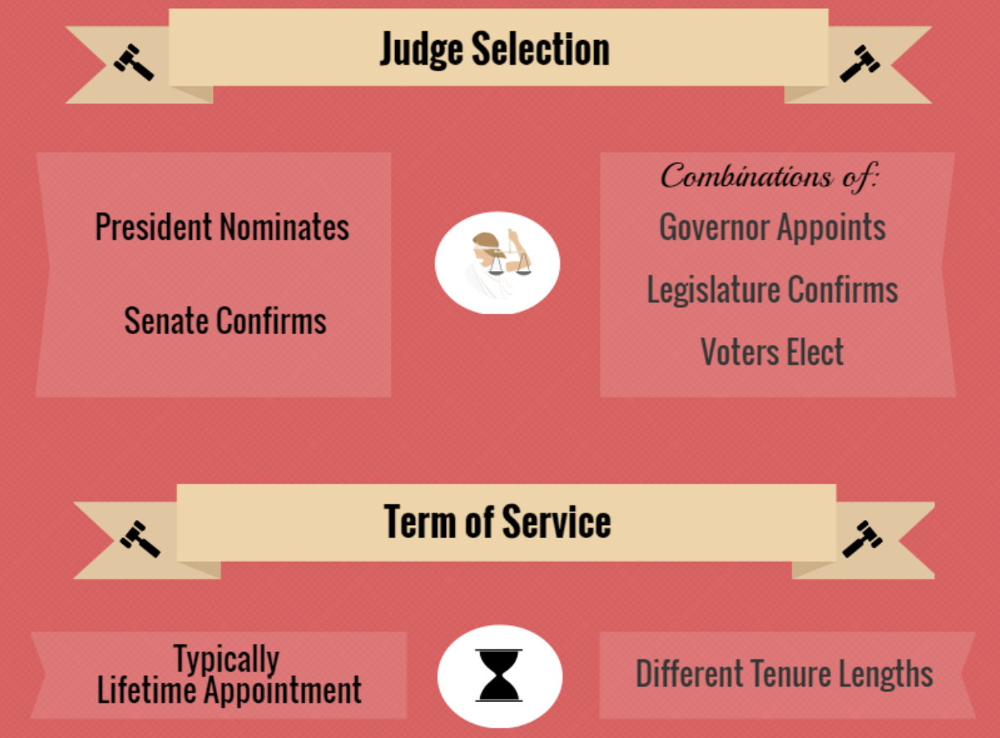 Judge Selection
President Nominates
Senate Confirms
Combinations of:
Governor Appoints
Legislature Confirms
Voters Elect
Term of Service
Typically
Lifetime Appointment
Different Tenure Lengths